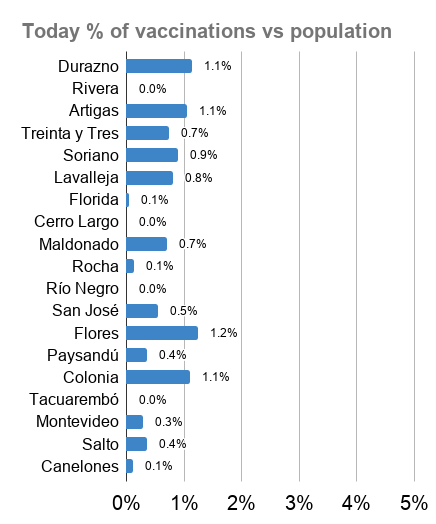 Today % of vaccinations vs population
Durazno 1.1%
Rivera 0.0%
Artigas 1.1%
Treinta y Tres 0.7%
Soriano 0.9%
Lavalleja 0.8%
Florida 0.1%
Cerro Largo 0.0%
Maldonado 0.7%
Rocha 0.1%
Río Negro 0.0%
San José 0.5%
Flores 1.2%
Paysandú 0.4%
Colonia 1.1%
Tacuarembó 0.0%
Montevideo 0.3%
Salto 0.4%
Canelones 0.1%
0% 1% 2% 3% 4% 5%